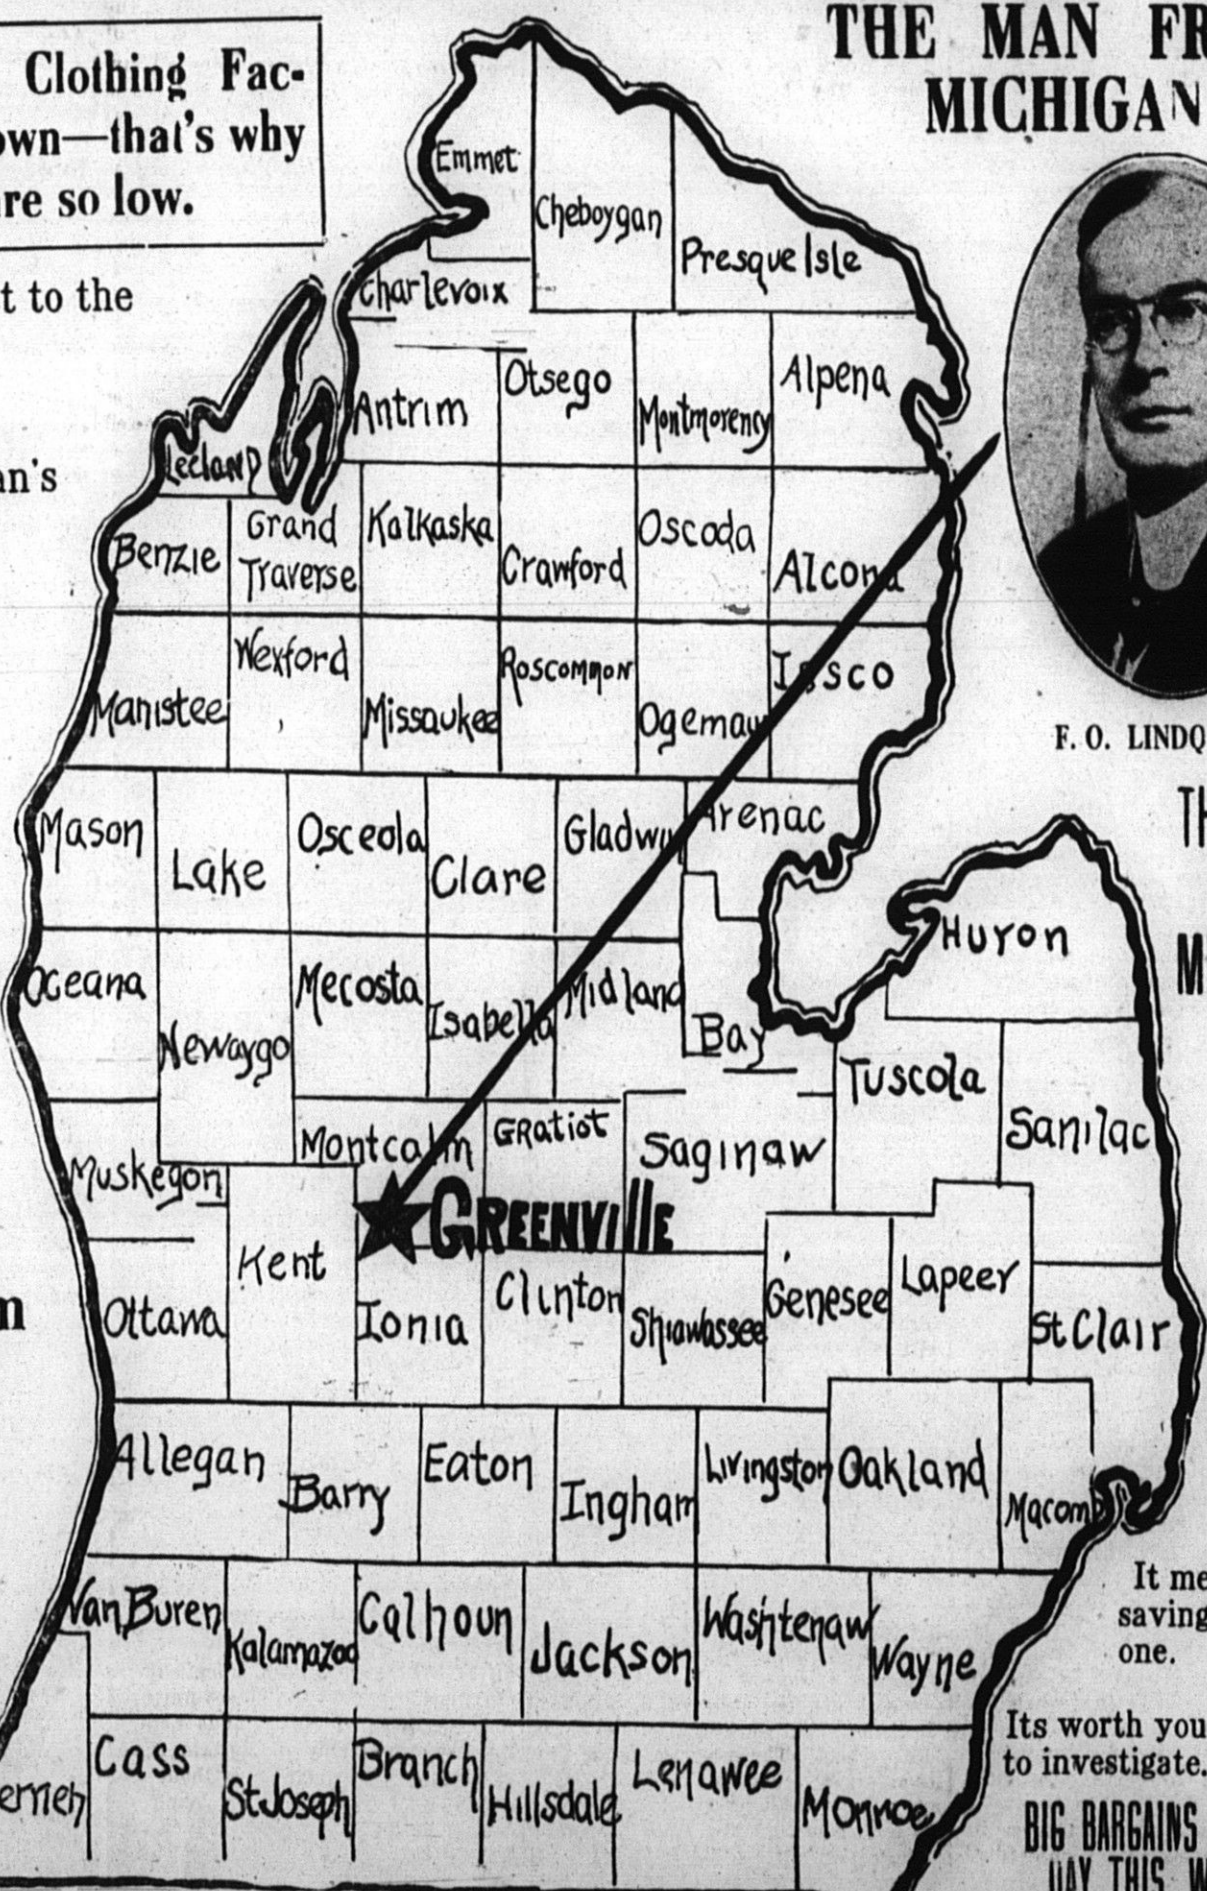 THE MAN FR
MICHIGAN
Clothing Fac-
own—that's why
are so low.
t to the
an's
m
Emmet
Cheboygan
Presque Isle
Charlevoix
Antrim
Otsego
Montmorency
Alpena
Leeland
Benzie
Grand
Traverse
Kalkaska
Crawford
Oscoda
Alcona
Manistee
Wexford
Missaukee
Roscommon
Ogemaw
Iosco
Mason
Lake
Osceola
Clare
Gladwin
Arenac
Huron
Oceana
Newaygo
Mecosta
Isabella
Midland
Bay
Tuscola
Sanilac
Muskegon
Montcalm
Gratiot
Saginaw
GREENVIllE
Kent
Ottawa
Ionia
Clinton
Shiawassee
Genesee
Lapeer
St Clair
Allegan
Barry
Eaton
Ingham
Livingston
Oakland
Macomb
Van Buren
Kalamazoo
Calhoun
Jackson
Washtenaw
Wayne
Cass
St Joseph
Branch
Hillsdale
Lenawee
Monroe
F. O. LINDQ
TH
M
It me
saving
one.
Its worth you
to investigate.
BIG BARGAINS
DAY THIS W